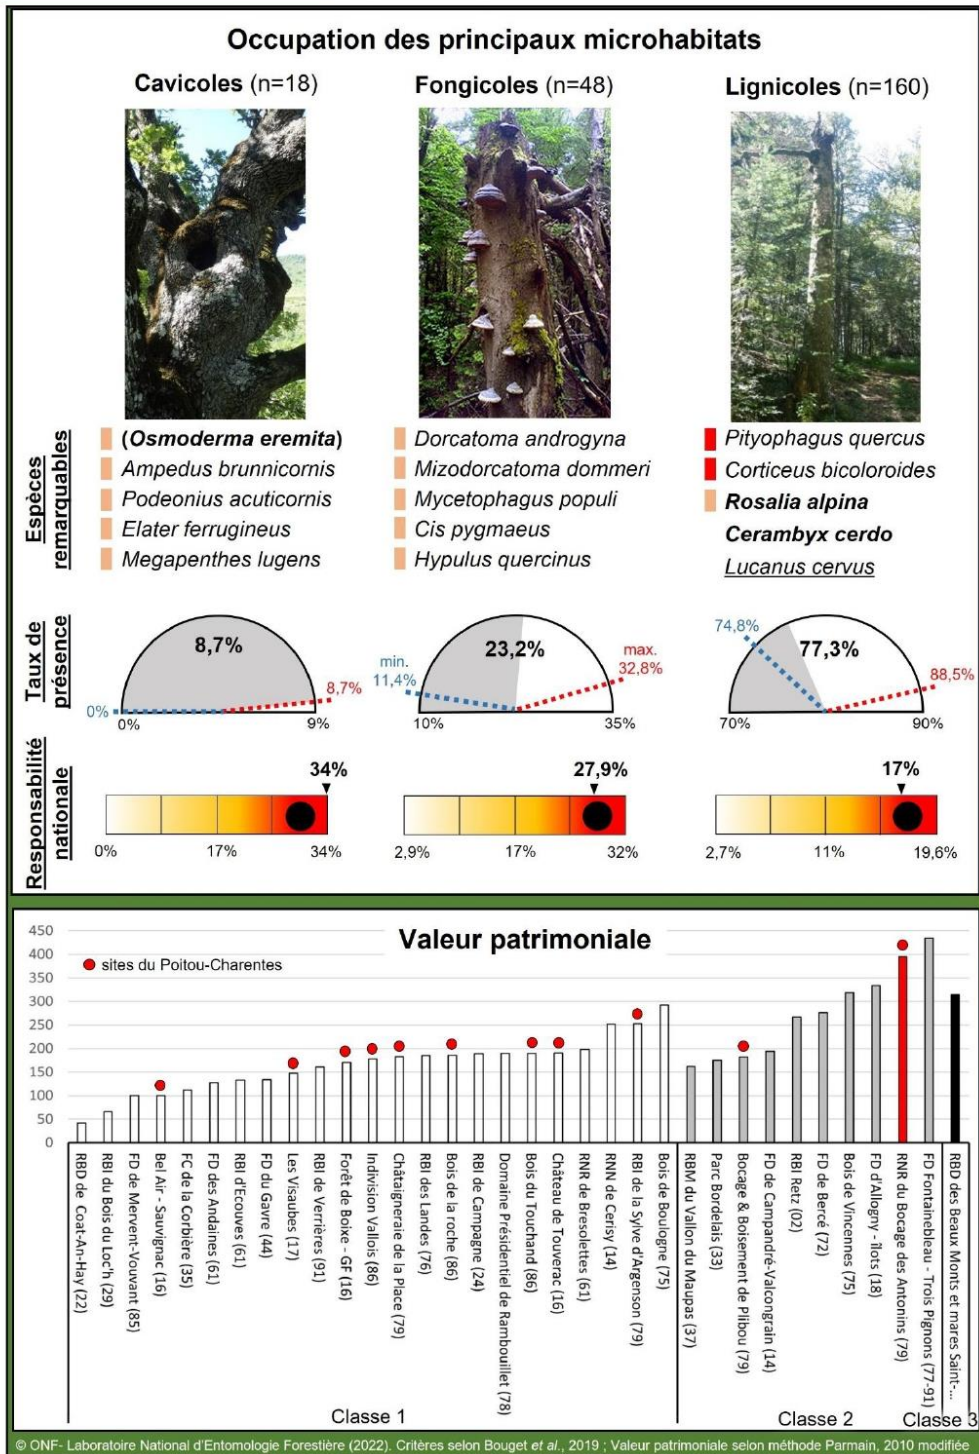 Occupation des principaux microhabitats
Cavicoles (n=18)
Fongicoles (n=48)
Lignicoles (n=160)
Espèces
remarquables
(Osmoderma eremita)
Ampedus brunnicornis
Podeonius acuticornis
Elater ferrugineus
Megapenthes lugens
Dorcatoma androgyna
Mizodorcatoma dommeri
Mycetophagus populi
Cis pygmaeus
Hypulus quercinus
Pityophagus quercus
Corticeus bicoloroides
Rosalia alpina
Cerambyx cerdo
Lucanus cervus
Taux de
présence
8,7%
0%
8,7%
0%
9%
23,2%
min.
11,4%
max.
32,8%
10%
35%
77,3%
74,8%
88,5%
70%
90%
Responsabilité
nationale
34%
0%
17%
34%
27,9%
2,9%
17%
32%
17%
2,7%
11%
19,6%
Valeur patrimoniale
sites du Poitou-Charentes
450
400
350
300
250
200
150
100
50
0
RBD de Coat-An-Hay (22)
RBI du Bois du Loc'h (29)
FD de Mervent-Vouvant (85)
Bel Air - Sauvignac (16)
FC de la Corbière (35)
FD des Andaines (61)
RBI d'Ecouves (61)
FD du Gavre (44)
Les Visaubes (17)
RBI de Verrières (91)
Forêt de Boixe - GF (16)
Indivision Vallois (86)
Châtaigneraie de la Place (79)
RBI des Landes (76)
Bois de la roche (86)
RBI de Campagne (24)
Domaine Présidentiel de Rambouillet (78)
Bois du Touchand (86)
Château de Touverac (16)
RNR de Bresolettes (61)
RNN de Cerisy (14)
RBI de la Sylve d'Argenson (79)
Bois de Boulogne (75)
RBM du Vallon du Maupas (37)
Parc Bordelais (33)
Bocage & Boisement de Plibou (79)
FD de Campandré-Valcongrain (14)
RBI Retz (02)
FD de Bercé (72)
Bois de Vincennes (75)
FD d'Allogny - îlots (18)
RNR du Bocage des Antonins (79)
FD Fontainebleau - Trois Pignons (77-91)
RBD des Beaux Monts et mares Saint-...
Classe 1
Classe 2
Classe 3
© ONF- Laboratoire National d'Entomologie Forestière (2022). Critères selon Bouget et al., 2019 ; Valeur patrimoniale selon méthode Parmain, 2010 modifiée